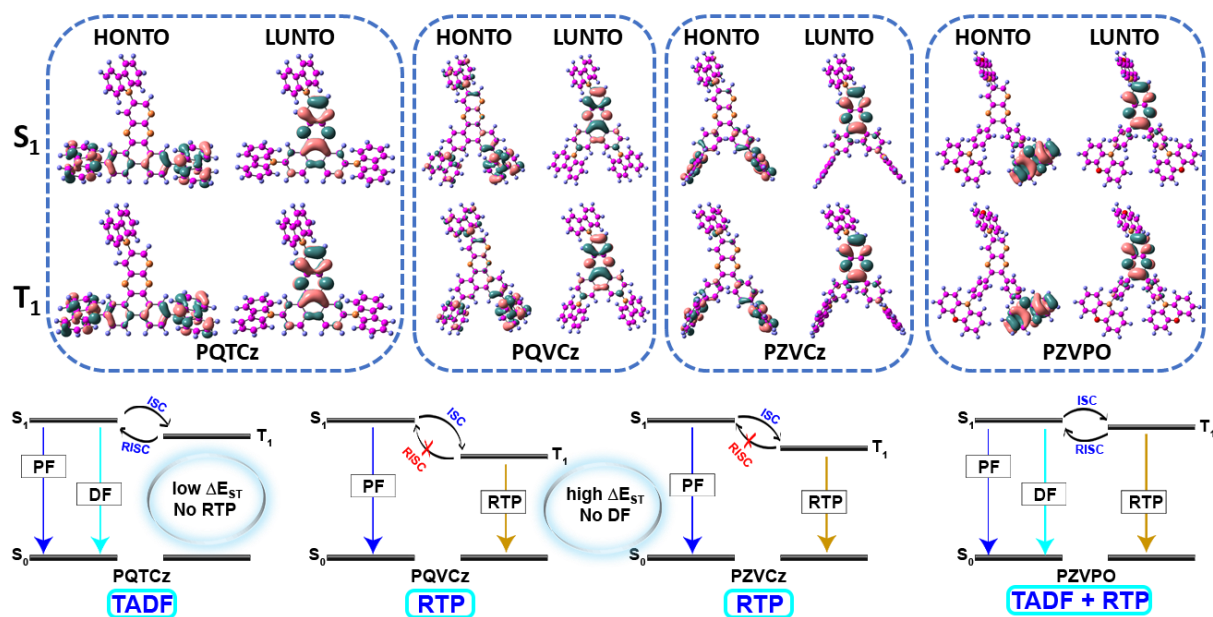 HONTO LUNTO HONTO LUNTO HONTO LUNTO HONTO LUNTO
S1
T1
PQTCz PQVCz PZVCz PZVPO
S1 ISC RISC T1
PF DF
low ΔEST
No RTP
S0
PQTCz
TADF
S1 ISC RISC T1
PF RTP
S0
PQVCz
RTP
high ΔEST
No DF
S1 ISC RISC T1
PF RTP
S0
PZVCz
RTP
S1 ISC RISC T1
PF DF RTP
S0
PZVPO
TADF + RTP